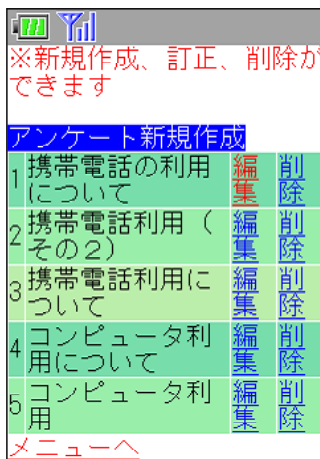 ※新規作成、訂正、削除が
できます
アンケート新規作成
1 携帯電話の利用 編 削
について 集 除
2 携帯電話利用（ 編 削
その２） 集 除
3 携帯電話利用に 編 削
ついて 集 除
4 コンピュータ利 編 削
用について 集 除
5 コンピュータ利 編 削
用 集 除
メニューへ